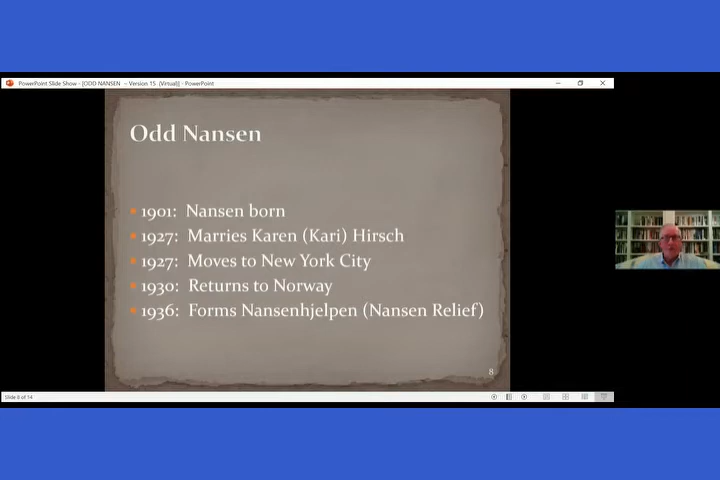 PowerPoint Slide Show - [ODD NANSEN - Version 15 (Virtual)] - PowerPoint
Odd Nansen
1901: Nansen born
1927: Marries Karen (Kari) Hirsch
1927: Moves to New York City
1930: Returns to Norway
1936: Forms Nansenhjelpen (Nansen Relief)
8
Slide 8 of 14